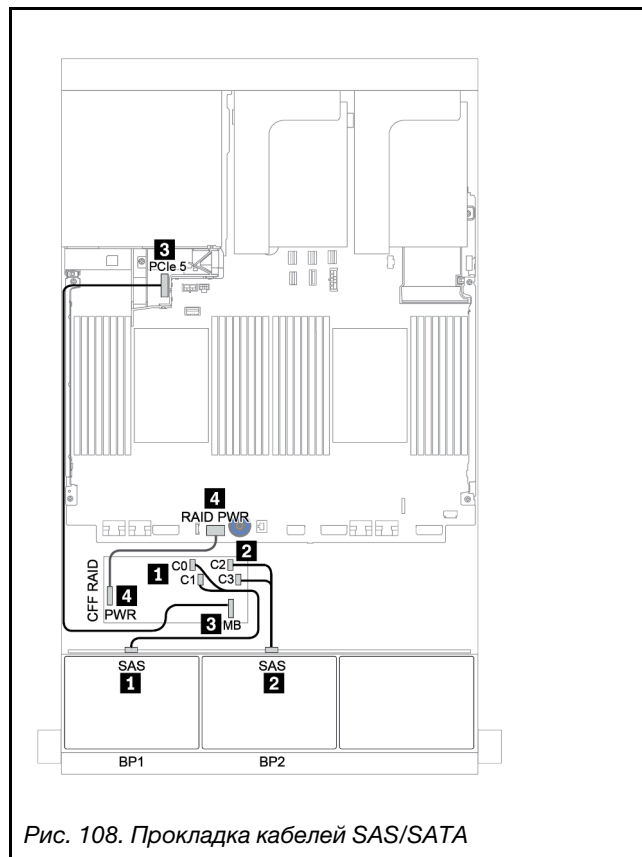 3
PCIe 5
4
RAID PWR
2
1
C0
C2
C1
C3
CFF RAID
4
PWR
3
MB
SAS
SAS
1
2
BP1
BP2
Рис. 108. Прокладка кабелей SAS/SATA